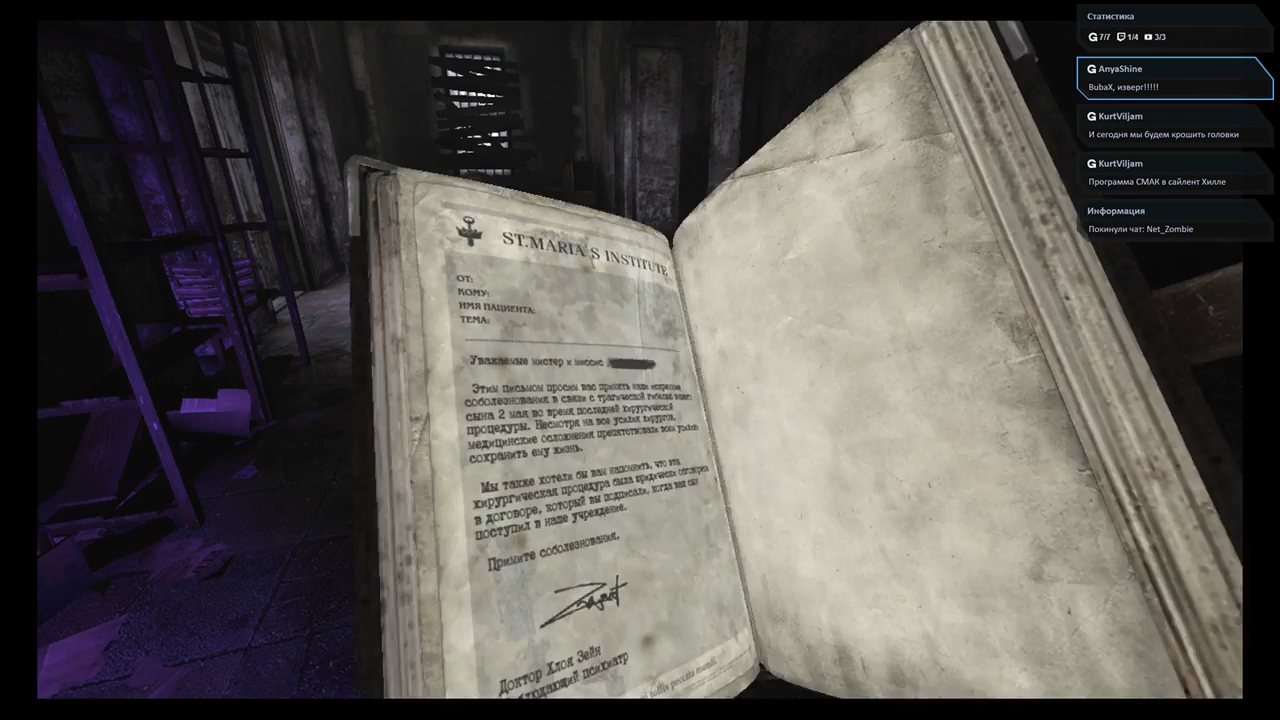 ST.MARIA'S INSTITUTE
ОТ:
КОМУ:
ИМЯ ПАЦИЕНТА:
ТЕМА:
Уважаемые мистер и миссис
Этим письмом просим вас принять наши искренние
соболезнования в связи с трагической гибелью вашего
сына 2 мая во время последней хирургической
процедуры. Несмотря на все усилия хирургов,
медицинские осложнения препятствовали всем усилиям
сохранить ему жизнь.
Мы также хотели бы вам напомнить, что эта
хирургическая процедура была юридически оговорена
в договоре, который вы подписали, когда ваш сын
поступил в наше учреждение.
Примите соболезнования.
Доктор Хлоя Зейн
психиатр
tollis peccata mundi
Статистика
7/7 1/4 3/3
AnyaShine
BubaX, изверг!!!!!
KurtViljam
И сегодня мы будем крошить головки
KurtViljam
Программа СМАК в сайлент Хилле
Информация
Покинули чат: Net_Zombie